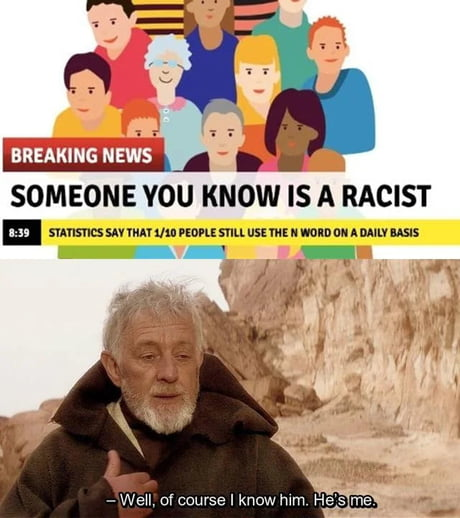 BREAKING NEWS
SOMEONE YOU KNOW IS A RACIST
8:39 STATISTICS SAY THAT 1/10 PEOPLE STILL USE THE N WORD ON A DAILY BASIS
– Well, of course I know him. He's me.